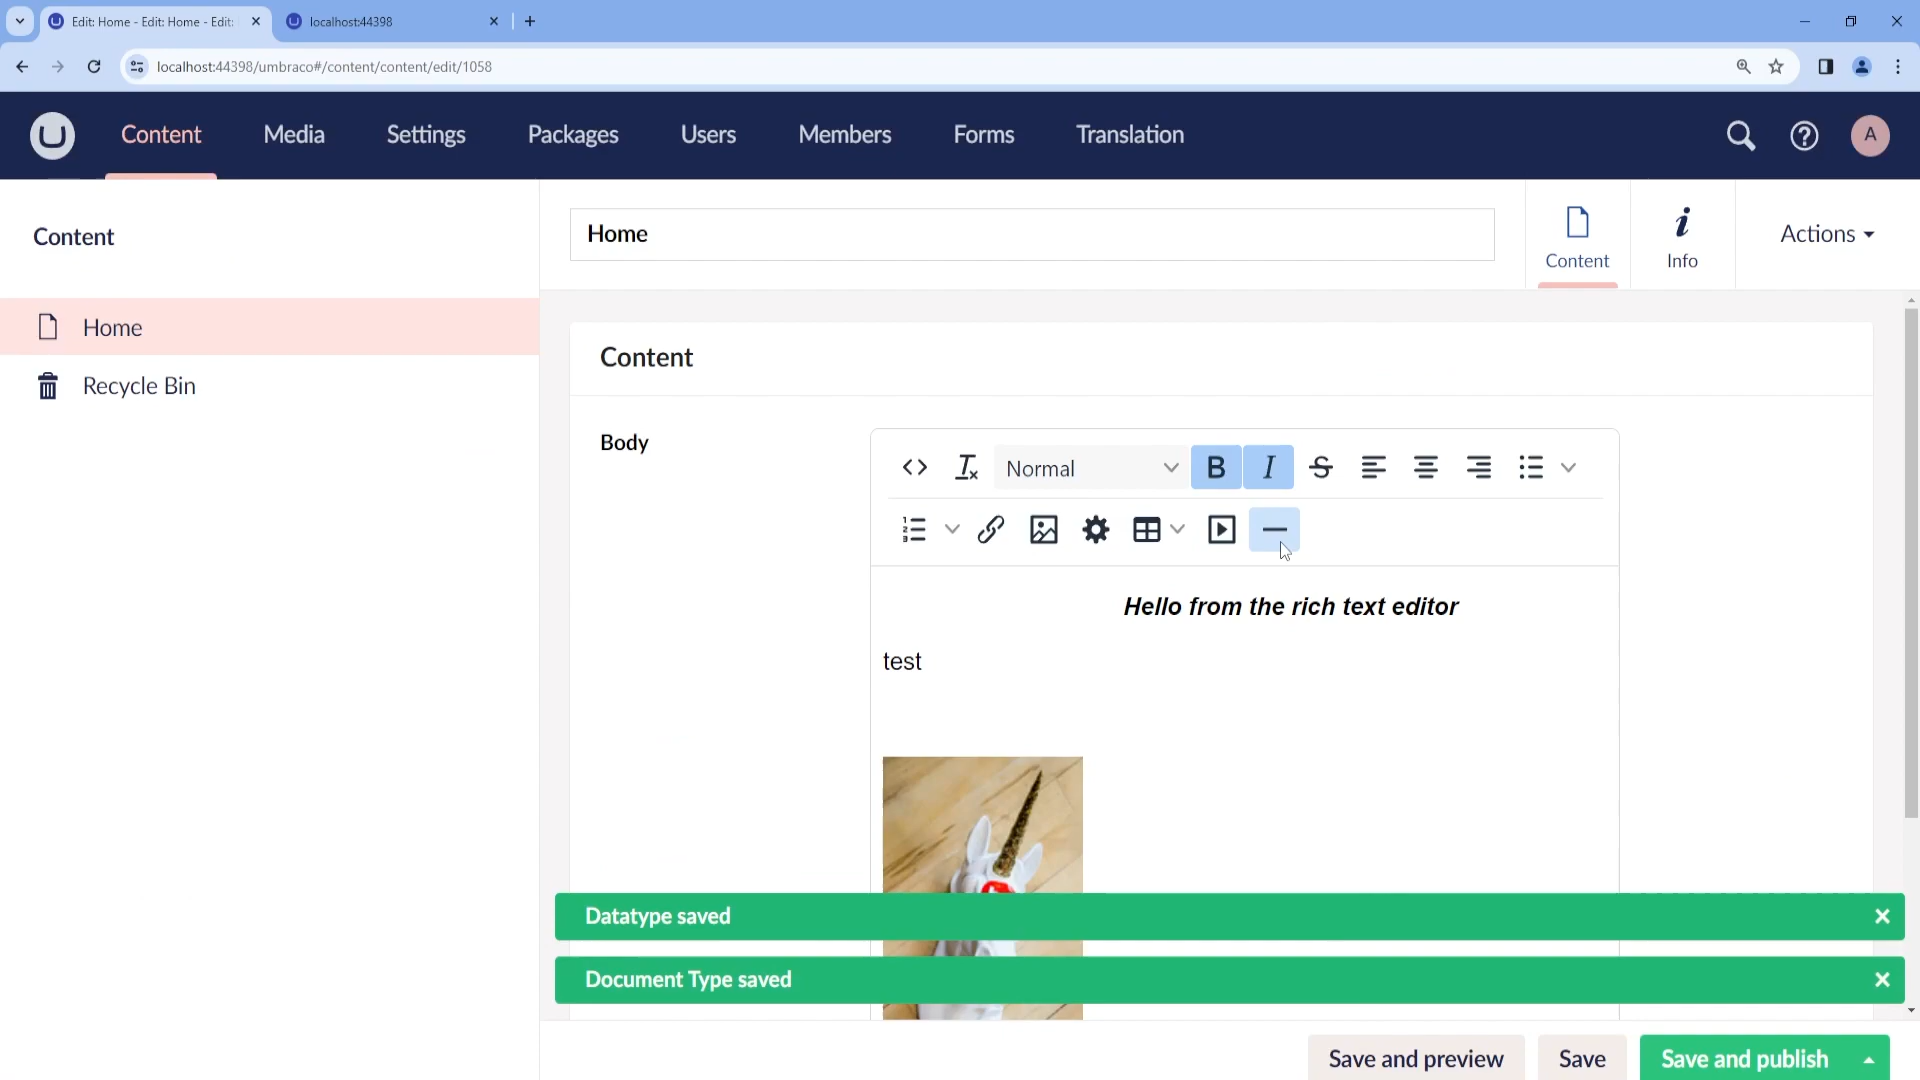 Edit: Home - Edit: Home - Edit:
localhost:44398
localhost:44398/umbraco#/content/content/edit/1058
Content Media Settings Packages Users Members Forms Translation
A
Content
Home
Recycle Bin
Home
Content
Info
Actions
Content
Body
Normal
B I S
Hello from the rich text editor
test
Datatype saved
Document Type saved
Save and preview
Save
Save and publish